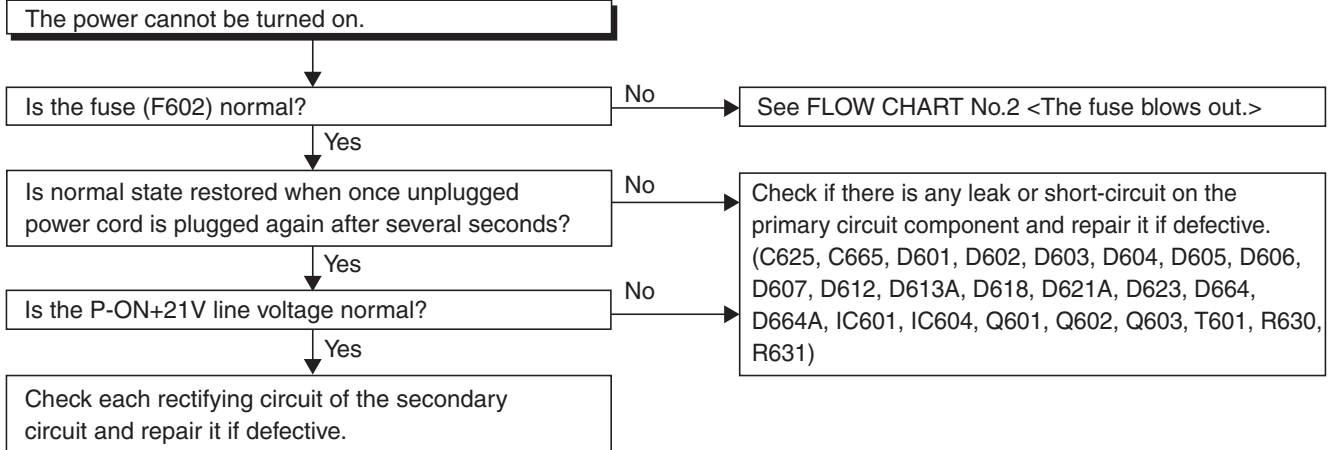 The power cannot be turned on.
Is the fuse (F602) normal?
No
See FLOW CHART No.2 <The fuse blows out.>
Yes
Is normal state restored when once unplugged
power cord is plugged again after several seconds?
No
Check if there is any leak or short-circuit on the
primary circuit component and repair it if defective.
(C625, C665, D601, D602, D603, D604, D605, D606,
D607, D612, D613A, D618, D621A, D623, D664,
D664A, IC601, IC604, Q601, Q602, Q603, T601, R630,
R631)
Yes
Is the P-ON+21V line voltage normal?
No
Yes
Check each rectifying circuit of the secondary
circuit and repair it if defective.